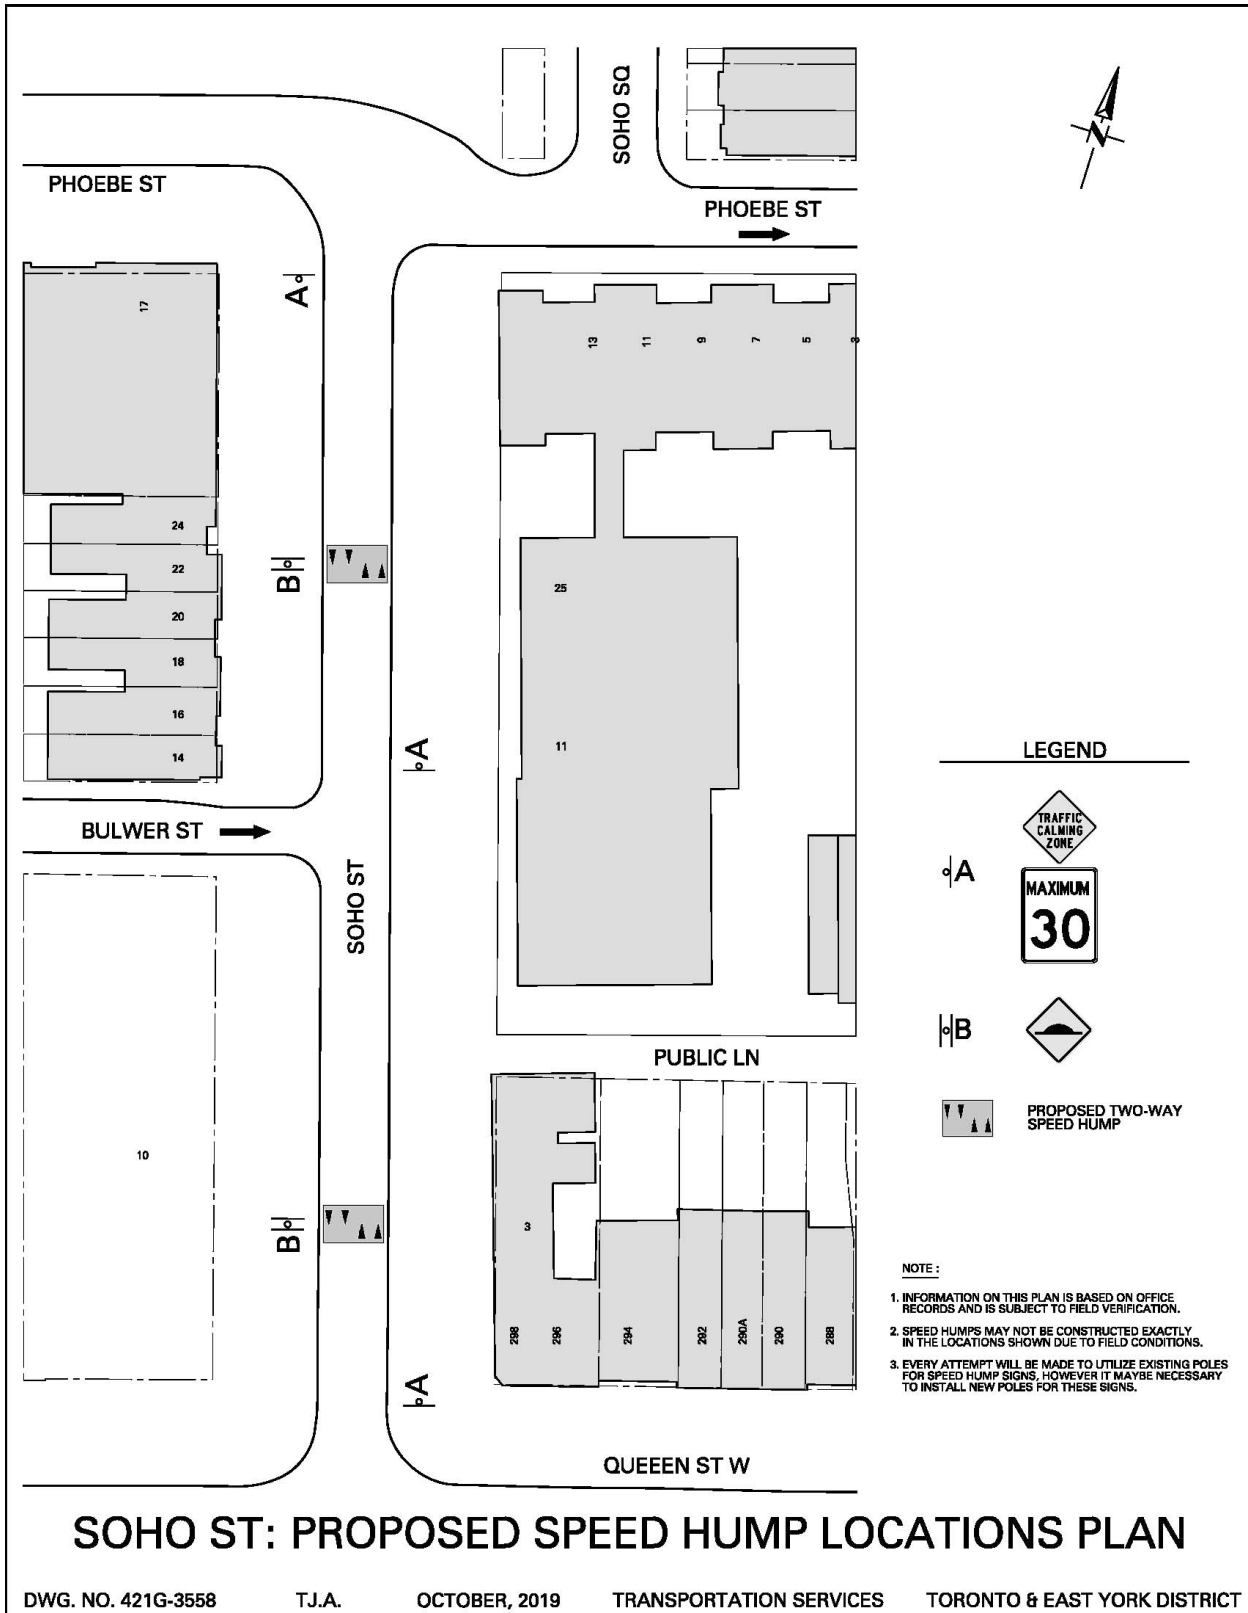 SOHO SQ
N
PHOEBE ST
PHOEBE ST
A
17
13
11
9
7
5
3
24
B
22
25
20
18
16
11
A
14
LEGEND
BULWER ST
TRAFFIC
CALMING
ZONE
A
MAXIMUM
30
SOHO ST
B
PUBLIC LN
PROPOSED TWO-WAY
SPEED HUMP
10
3
B
NOTE :
1. INFORMATION ON THIS PLAN IS BASED ON OFFICE
RECORDS AND IS SUBJECT TO FIELD VERIFICATION.
2. SPEED HUMPS MAY NOT BE CONSTRUCTED EXACTLY
IN THE LOCATIONS SHOWN DUE TO FIELD CONDITIONS.
3. EVERY ATTEMPT WILL BE MADE TO UTILIZE EXISTING POLES
FOR SPEED HUMP SIGNS, HOWEVER IT MAYBE NECESSARY
TO INSTALL NEW POLES FOR THESE SIGNS.
298
296
294
292
290A
290
288
A
QUEEEN ST W
SOHO ST: PROPOSED SPEED HUMP LOCATIONS PLAN
DWG. NO. 421G-3558 T.J.A. OCTOBER, 2019 TRANSPORTATION SERVICES TORONTO & EAST YORK DISTRICT